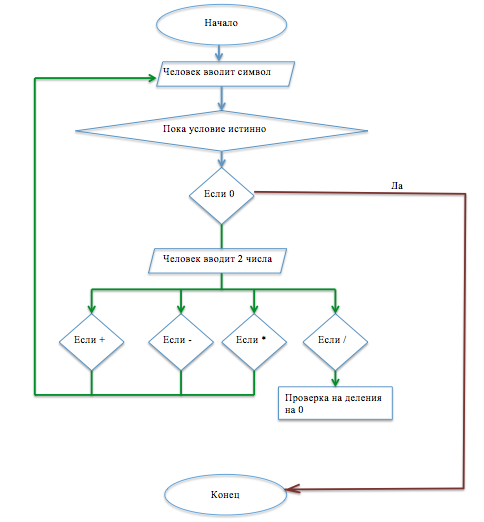 Начало
Человек вводит символ
Пока условие истинно
Если 0
Да
Человек вводит 2 числа
Если +
Если -
Если *
Если /
Проверка на деления
на 0
Конец